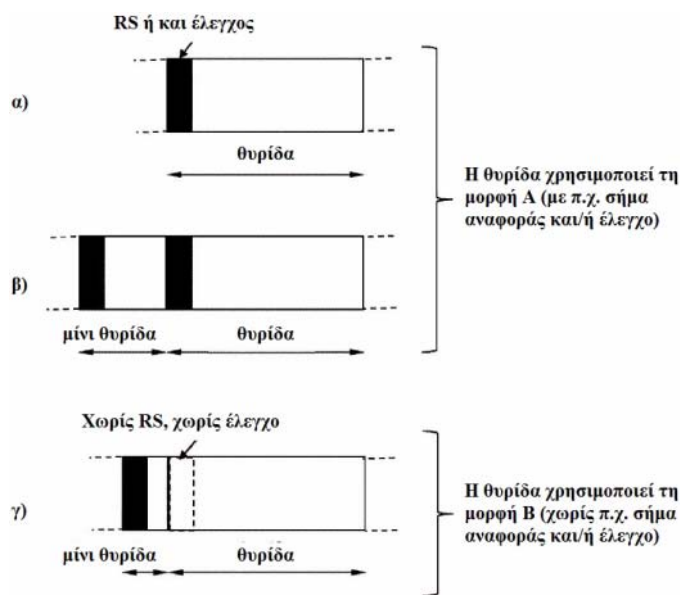 RS ή και έλεγχος
α)
θυρίδα
Η θυρίδα χρησιμοποιεί τη
μορφή Α (με π.χ. σήμα
αναφοράς και/ή έλεγχο)
β)
μίνι θυρίδα
θυρίδα
Χωρίς RS, χωρίς έλεγχο
γ)
Η θυρίδα χρησιμοποιεί τη
μορφή Β (χωρίς π.χ. σήμα
αναφοράς και/ή έλεγχο)
μίνι θυρίδα
θυρίδα